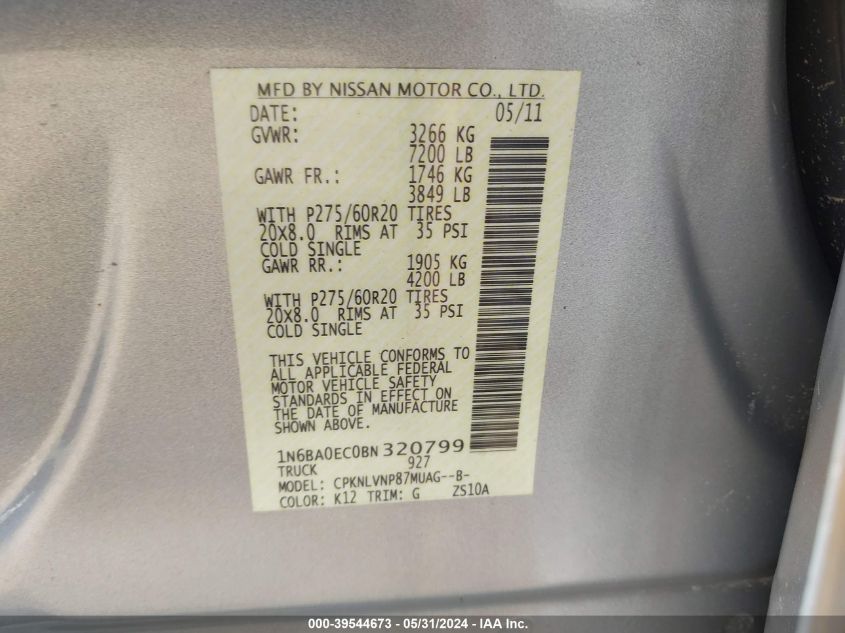 MFD BY NISSAN MOTOR CO., LTD.
DATE: 05/11
GVWR: 3266 KG
7200 LB
GAWR FR.: 1746 KG
3849 LB
WITH P275/60R20 TIRES
20X8.0 RIMS AT 35 PSI
COLD SINGLE
GAWR RR.: 1905 KG
4200 LB
WITH P275/60R20 TIRES
20X8.0 RIMS AT 35 PSI
COLD SINGLE
THIS VEHICLE CONFORMS TO
ALL APPLICABLE FEDERAL
MOTOR VEHICLE SAFETY
STANDARDS IN EFFECT ON
THE DATE OF MANUFACTURE
SHOWN ABOVE.
1N6BA0EC0BN 320799
TRUCK 927
MODEL: CPKNLVNP87MUAG--B-
COLOR: K12 TRIM: G ZS10A
000-39544673 - 05/31/2024 - IAA Inc.